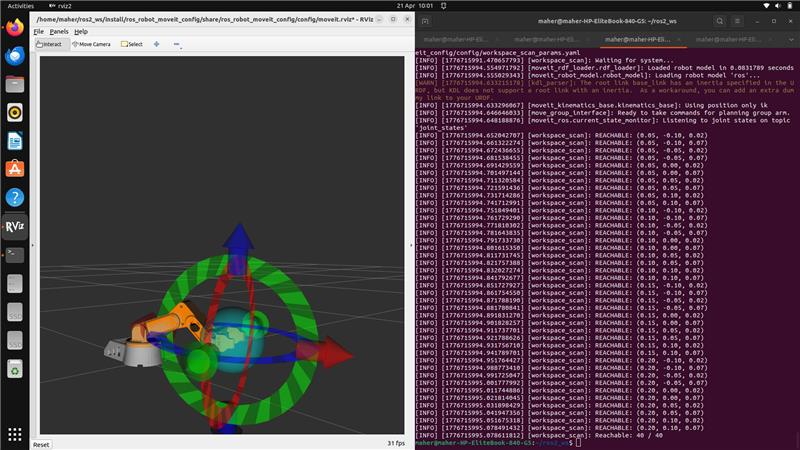 Activities
rviz2
21 Apr 10:01
/home/maher/ros2_ws/install/ros_robot_moveit_config/share/ros_robot_moveit_config/config/moveit.rviz* - RViz
File Panels Help
Interact Move Camera Select
Reset
31 fps
maher@maher-HP-EliteBook-840-G5: ~/ros2_ws
maher@maher-HP-Eli...
maher@maher-HP-Eli...
maher@maher-HP-Eli...
maher@maher-HP-Eli...
eit_config/config/workspace_scan_params.yaml
[INFO] [1776715991.470657793] [workspace_scan]: Waiting for system...
[INFO] [1776715994.554971792] [moveit_rdf_loader.rdf_loader]: Loaded robot model in 0.0831789 seconds
[INFO] [1776715994.555029343] [moveit_robot_model.robot_model]: Loading robot model 'ros'...
[WARN] [1776715994.633215170] [kdl_parser]: The root link base_link has an inertia specified in the U
RDF, but KDL does not support a root link with an inertia. As a workaround, you can add an extra dum
my link to your URDF.
[INFO] [1776715994.633296067] [moveit_kinematics_base.kinematics_base]: Using position only ik
[INFO] [1776715994.646646033] [move_group_interface]: Ready to take commands for planning group arm.
[INFO] [1776715994.648188876] [moveit_ros.current_state_monitor]: Listening to joint states on topic
'joint_states'
[INFO] [1776715994.652042707] [workspace_scan]: REACHABLE: (0.05, -0.10, 0.02)
[INFO] [1776715994.661322274] [workspace_scan]: REACHABLE: (0.05, -0.10, 0.07)
[INFO] [1776715994.672436655] [workspace_scan]: REACHABLE: (0.05, -0.05, 0.02)
[INFO] [1776715994.681538455] [workspace_scan]: REACHABLE: (0.05, -0.05, 0.07)
[INFO] [1776715994.691429559] [workspace_scan]: REACHABLE: (0.05, 0.00, 0.02)
[INFO] [1776715994.701497144] [workspace_scan]: REACHABLE: (0.05, 0.00, 0.07)
[INFO] [1776715994.711320584] [workspace_scan]: REACHABLE: (0.05, 0.05, 0.02)
[INFO] [1776715994.721591436] [workspace_scan]: REACHABLE: (0.05, 0.05, 0.07)
[INFO] [1776715994.731714286] [workspace_scan]: REACHABLE: (0.05, 0.10, 0.02)
[INFO] [1776715994.741712991] [workspace_scan]: REACHABLE: (0.05, 0.10, 0.07)
[INFO] [1776715994.751849401] [workspace_scan]: REACHABLE: (0.10, -0.10, 0.02)
[INFO] [1776715994.761729290] [workspace_scan]: REACHABLE: (0.10, -0.10, 0.07)
[INFO] [1776715994.771810302] [workspace_scan]: REACHABLE: (0.10, -0.05, 0.02)
[INFO] [1776715994.781643835] [workspace_scan]: REACHABLE: (0.10, -0.05, 0.07)
[INFO] [1776715994.791733730] [workspace_scan]: REACHABLE: (0.10, 0.00, 0.02)
[INFO] [1776715994.801615350] [workspace_scan]: REACHABLE: (0.10, 0.00, 0.07)
[INFO] [1776715994.811731745] [workspace_scan]: REACHABLE: (0.10, 0.05, 0.02)
[INFO] [1776715994.821757388] [workspace_scan]: REACHABLE: (0.10, 0.05, 0.07)
[INFO] [1776715994.832027274] [workspace_scan]: REACHABLE: (0.10, 0.10, 0.02)
[INFO] [1776715994.841792677] [workspace_scan]: REACHABLE: (0.10, 0.10, 0.07)
[INFO] [1776715994.851727927] [workspace_scan]: REACHABLE: (0.15, -0.10, 0.02)
[INFO] [1776715994.861754550] [workspace_scan]: REACHABLE: (0.15, -0.10, 0.07)
[INFO] [1776715994.871788190] [workspace_scan]: REACHABLE: (0.15, -0.05, 0.02)
[INFO] [1776715994.881780841] [workspace_scan]: REACHABLE: (0.15, -0.05, 0.07)
[INFO] [1776715994.891831270] [workspace_scan]: REACHABLE: (0.15, 0.00, 0.02)
[INFO] [1776715994.901828257] [workspace_scan]: REACHABLE: (0.15, 0.00, 0.07)
[INFO] [1776715994.911737701] [workspace_scan]: REACHABLE: (0.15, 0.05, 0.02)
[INFO] [1776715994.921788626] [workspace_scan]: REACHABLE: (0.15, 0.05, 0.07)
[INFO] [1776715994.931756710] [workspace_scan]: REACHABLE: (0.15, 0.10, 0.02)
[INFO] [1776715994.941789701] [workspace_scan]: REACHABLE: (0.15, 0.10, 0.07)
[INFO] [1776715994.951764427] [workspace_scan]: REACHABLE: (0.20, -0.10, 0.02)
[INFO] [1776715994.988773410] [workspace_scan]: REACHABLE: (0.20, -0.10, 0.07)
[INFO] [1776715994.991725047] [workspace_scan]: REACHABLE: (0.20, -0.05, 0.02)
[INFO] [1776715995.001777992] [workspace_scan]: REACHABLE: (0.20, -0.05, 0.07)
[INFO] [1776715995.011744886] [workspace_scan]: REACHABLE: (0.20, 0.00, 0.02)
[INFO] [1776715995.021814045] [workspace_scan]: REACHABLE: (0.20, 0.00, 0.07)
[INFO] [1776715995.031898429] [workspace_scan]: REACHABLE: (0.20, 0.05, 0.02)
[INFO] [1776715995.041947356] [workspace_scan]: REACHABLE: (0.20, 0.05, 0.07)
[INFO] [1776715995.051675318] [workspace_scan]: REACHABLE: (0.20, 0.10, 0.02)
[INFO] [1776715995.078491432] [workspace_scan]: REACHABLE: (0.20, 0.10, 0.07)
[INFO] [1776715995.078611812] [workspace_scan]: Reachable: 40 / 40
maher@maher-HP-EliteBook-840-G5:~/ros2_ws$